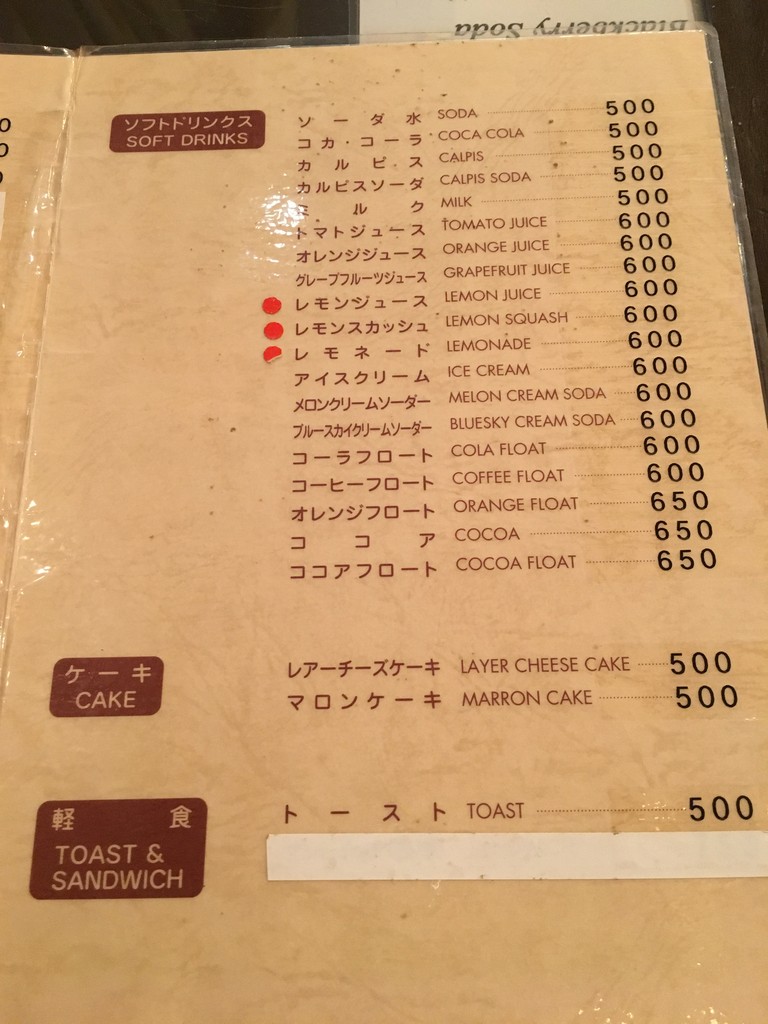 Blackberry Soda
ソフトドリンクス
SOFT DRINKS
ソーダ水 SODA 500
コカ・コーラ COCA COLA 500
カルピス CALPIS 500
カルピスソーダ CALPIS SODA 500
ミルク MILK 500
トマトジュース TOMATO JUICE 600
オレンジジュース ORANGE JUICE 600
グレープフルーツジュース GRAPEFRUIT JUICE 600
レモンジュース LEMON JUICE 600
レモンスカッシュ LEMON SQUASH 600
レモネード LEMONADE 600
アイスクリーム ICE CREAM 600
メロンクリームソーダー MELON CREAM SODA 600
ブルースカイクリームソーダー BLUESKY CREAM SODA 600
コーラフロート COLA FLOAT 600
コーヒーフロート COFFEE FLOAT 600
オレンジフロート ORANGE FLOAT 650
ココア COCOA 650
ココアフロート COCOA FLOAT 650
ケーキ
CAKE
レアーチーズケーキ LAYER CHEESE CAKE 500
マロンケーキ MARRON CAKE 500
軽食
TOAST &
SANDWICH
トースト TOAST 500